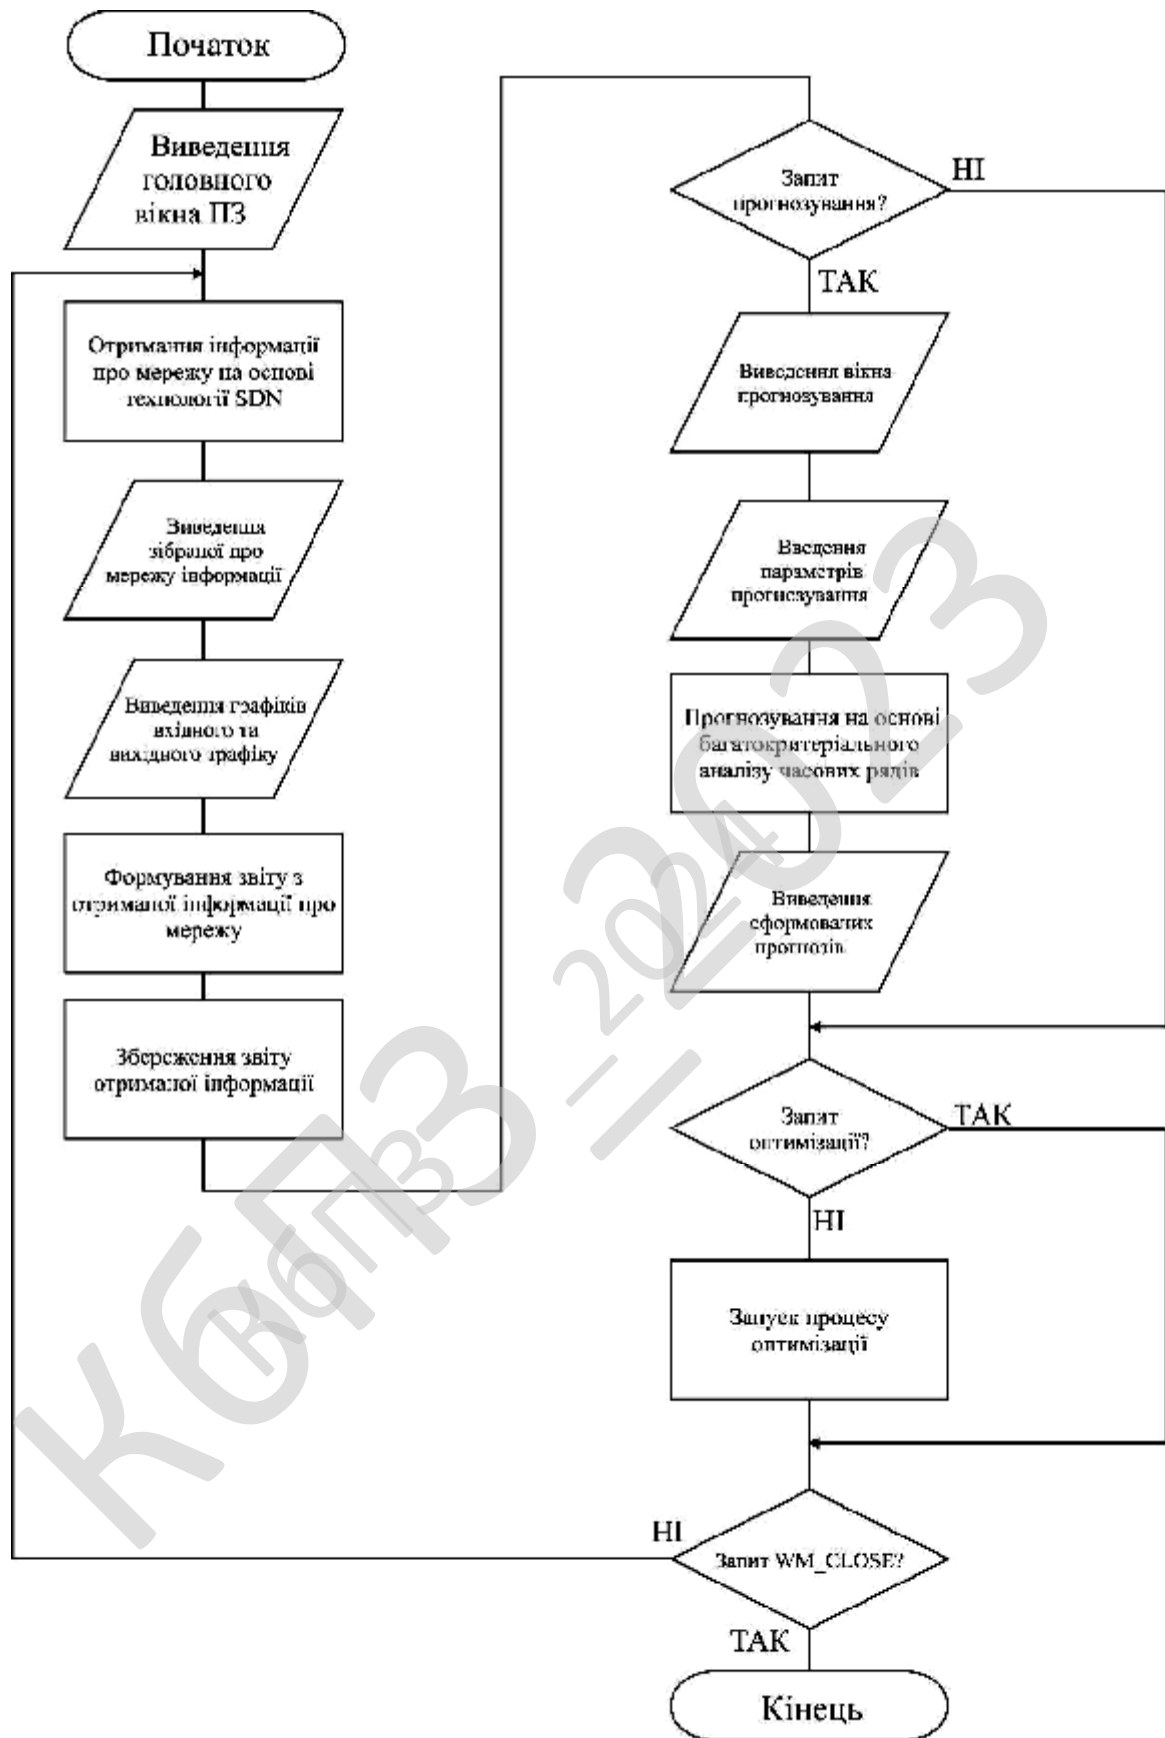 Початок
Виведення
головного
вікна ПЗ
Отримання інформації
про мережу на основі
технології SDN
Виведення
зібраної про
мережу інформації
Виведення графіків
вхідного та
вихідного трафіку
Формування звіту з
отриманої інформації про
мережу
Збереження звіту
отриманої інформації
Запит
прогнозування?
НІ
ТАК
Виведення вікна
прогнозування
Введення
параметрів
прогнозування
Прогнозування на основі
багатокритеріального
аналізу часових рядів
Виведення
сформованих
прогнозів
Запит
оптимізації?
ТАК
НІ
Запуск процесу
оптимізації
НІ
Запит WM_CLOSE?
ТАК
Кінець
КбПЗ_2023
КбПЗ_2024